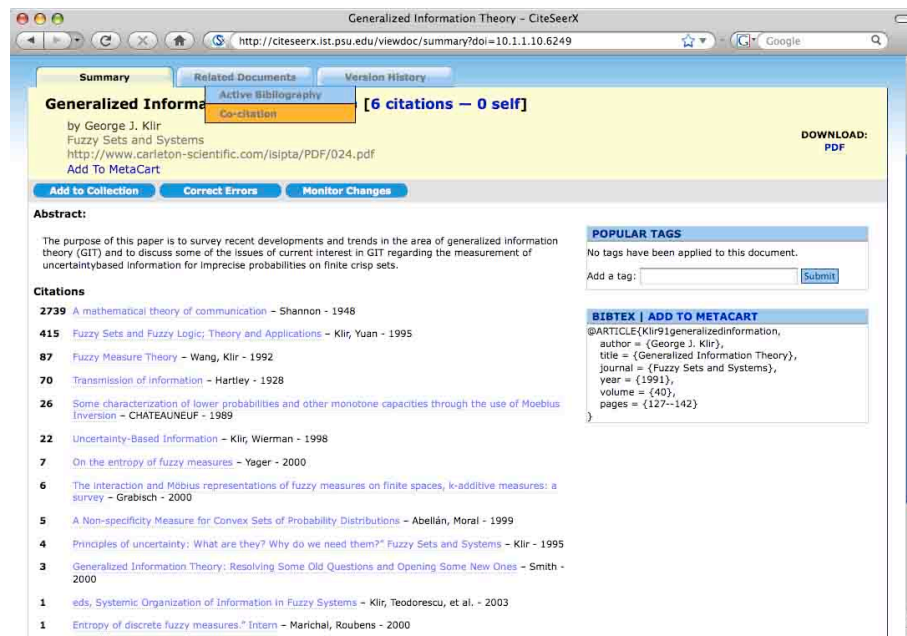 Generalized Information Theory – CiteSeerX
http://citeseerx.ist.psu.edu/viewdoc/summary?doi=10.1.1.10.6249
Google
Summary
Related Documents
Version History
Active Bibliography
Co-citation
Generalized Informa
[6 citations — 0 self]
by George J. Klir
Fuzzy Sets and Systems
http://www.carleton-scientific.com/isipta/PDF/024.pdf
Add To MetaCart
DOWNLOAD:
PDF
Add to Collection
Correct Errors
Monitor Changes
Abstract:
The purpose of this paper is to survey recent developments and trends in the area of generalized information
theory (GIT) and to discuss some of the issues of current interest in GIT regarding the measurement of
uncertaintybased information for imprecise probabilities on finite crisp sets.
Citations
2739 A mathematical theory of communication – Shannon - 1948
415 Fuzzy Sets and Fuzzy Logic; Theory and Applications – Klir, Yuan - 1995
87 Fuzzy Measure Theory – Wang, Klir - 1992
70 Transmission of information – Hartley - 1928
26 Some characterization of lower probabilities and other monotone capacities through the use of Moebius
Inversion – CHATEAUNEUF - 1989
22 Uncertainty-Based Information – Klir, Wierman - 1998
7 On the entropy of fuzzy measures – Yager - 2000
6 The interaction and Möbius representations of fuzzy measures on finite spaces, k-additive measures: a
survey – Grabisch - 2000
5 A Non-specificity Measure for Convex Sets of Probability Distributions – Abellán, Moral - 1999
4 Principles of uncertainty: What are they? Why do we need them?" Fuzzy Sets and Systems – Klir - 1995
3 Generalized Information Theory: Resolving Some Old Questions and Opening Some New Ones – Smith -
2000
1 eds, Systemic Organization of Information in Fuzzy Systems – Klir, Teodorescu, et al. - 2003
1 Entropy of discrete fuzzy measures." Intern – Marichal, Roubens - 2000
POPULAR TAGS
No tags have been applied to this document.
Add a tag:
Submit
BIBTEX | ADD TO METACART
@ARTICLE{Klir91generalizedinformation,
author = {George J. Klir},
title = {Generalized Information Theory},
journal = {Fuzzy Sets and Systems},
year = {1991},
volume = {40},
pages = {127--142}
}